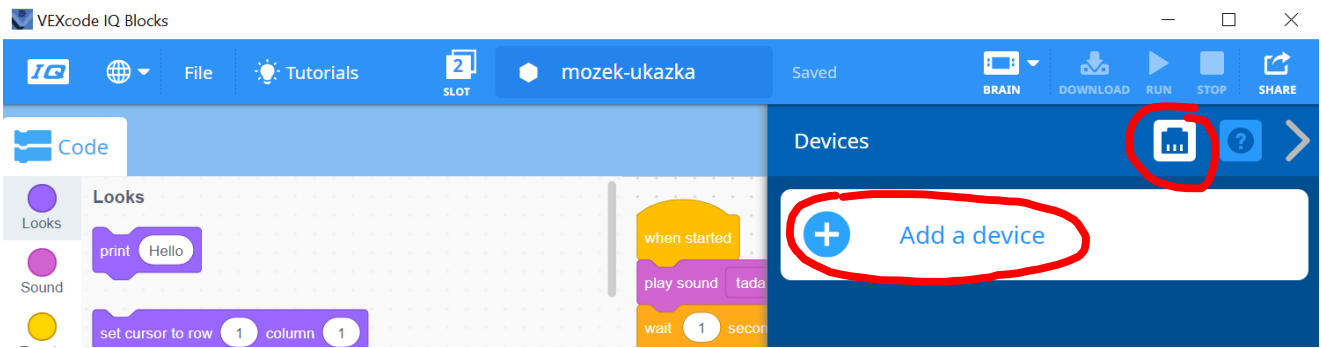 VEXcode IQ Blocks
IQ
File
Tutorials
2
SLOT
mozek-ukazka
Saved
BRAIN
DOWNLOAD
RUN
STOP
SHARE
Code
Devices
?
Looks
Sound
Looks
print Hello
set cursor to row 1 column 1
when started
play sound tada
wait 1 secon
Add a device